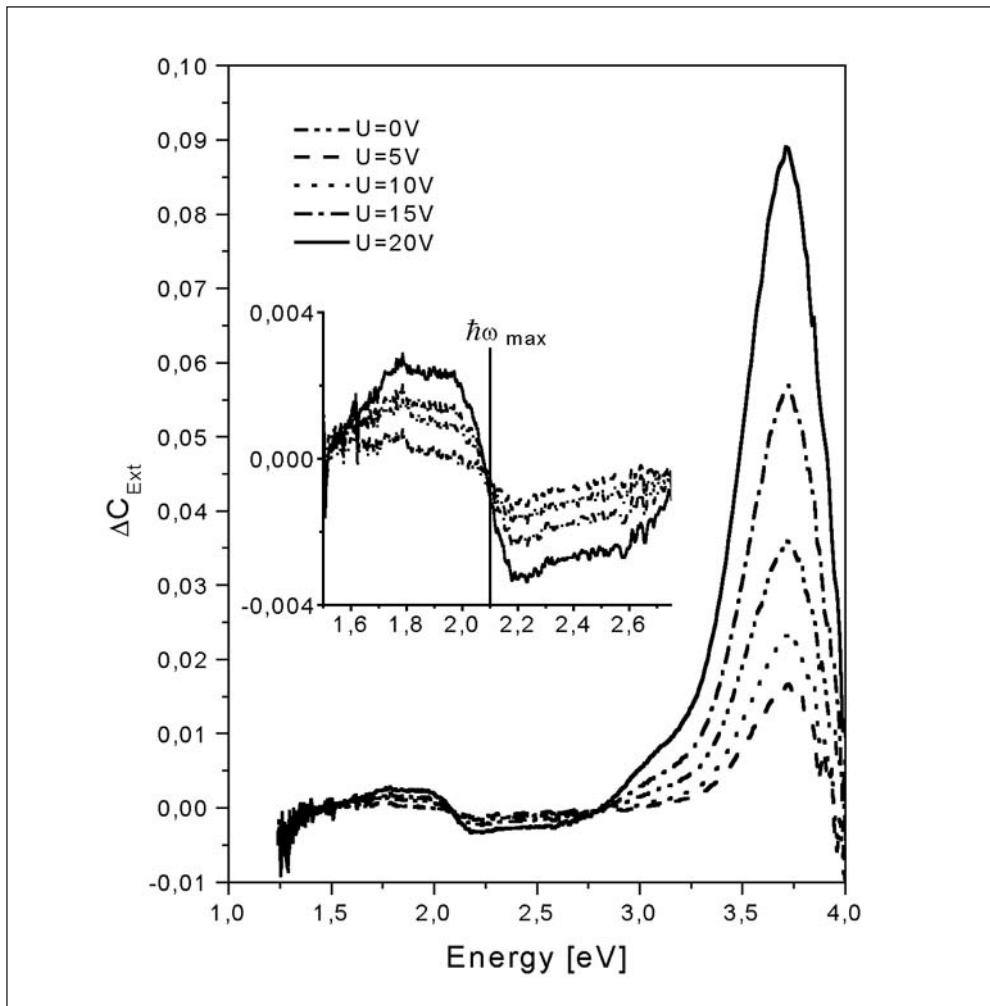 0,10
0,09
0,08
0,07
0,06
0,05
0,04
0,03
0,02
0,01
0,00
-0,01
ΔC_Ext
U=0V
U=5V
U=10V
U=15V
U=20V
0,004
0,000
-0,004
ħω max
1,6 1,8 2,0 2,2 2,4 2,6
1,0 1,5 2,0 2,5 3,0 3,5 4,0
Energy [eV]